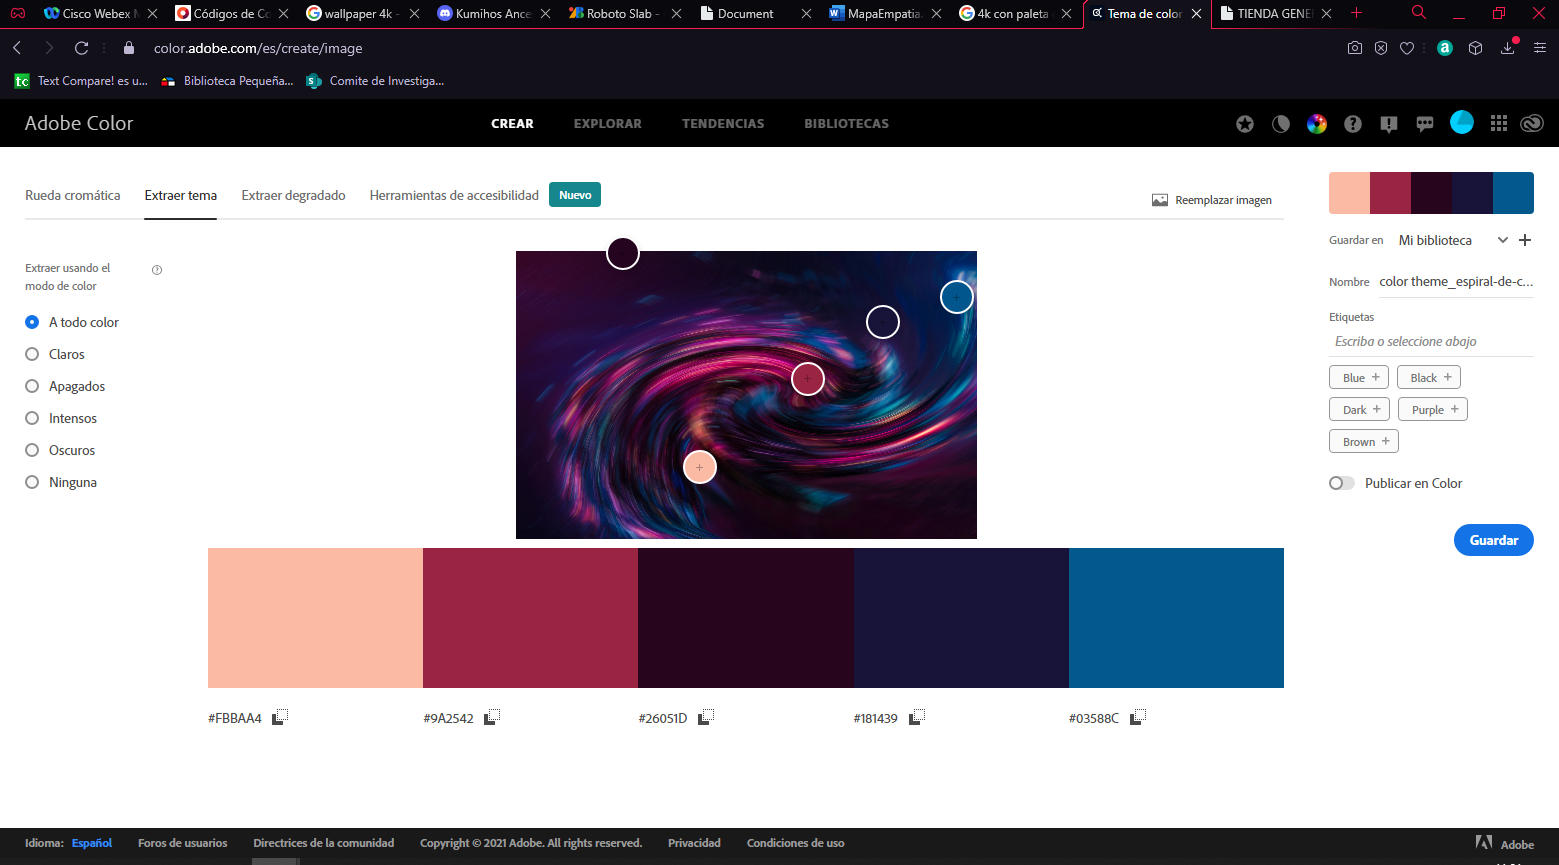 Cisco Webex M
Códigos de Co
wallpaper 4k -
Kumihos Ance
Roboto Slab -
Document
MapaEmpatia.
4k con paleta
Tema de color
TIENDA GENE
color.adobe.com/es/create/image
Text Compare! es u...
Biblioteca Pequeña...
Comite de Investiga...
Adobe Color
CREAR
EXPLORAR
TENDENCIAS
BIBLIOTECAS
Rueda cromática
Extraer tema
Extraer degradado
Herramientas de accesibilidad
Nuevo
Reemplazar imagen
Extraer usando el
modo de color
A todo color
Claros
Apagados
Intensos
Oscuros
Ninguna
Guardar en
Mi biblioteca
Nombre
color theme_espiral-de-c...
Etiquetas
Escriba o seleccione abajo
Blue +
Black +
Dark +
Purple +
Brown +
Publicar en Color
Guardar
#FBBAA4
#9A2542
#26051D
#181439
#03588C
Idioma: Español
Foros de usuarios
Directrices de la comunidad
Copyright © 2021 Adobe. All rights reserved.
Privacidad
Condiciones de uso
Adobe